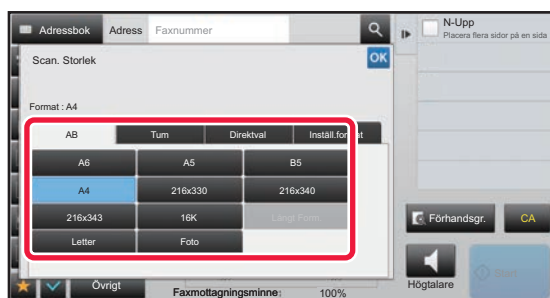 Adressbok Adress Faxnummer
N-Upp
Placera flera sidor på en sida
Scan. Storlek OK
Format : A4
AB Tum Direktval Inställ.format
A6 A5 B5
A4 216x330 216x340
216x343 16K Långt Form.
Letter Foto
Förhandsgr. CA
Övrigt
Faxmottagningsminne: 100%
Högtalare
Start